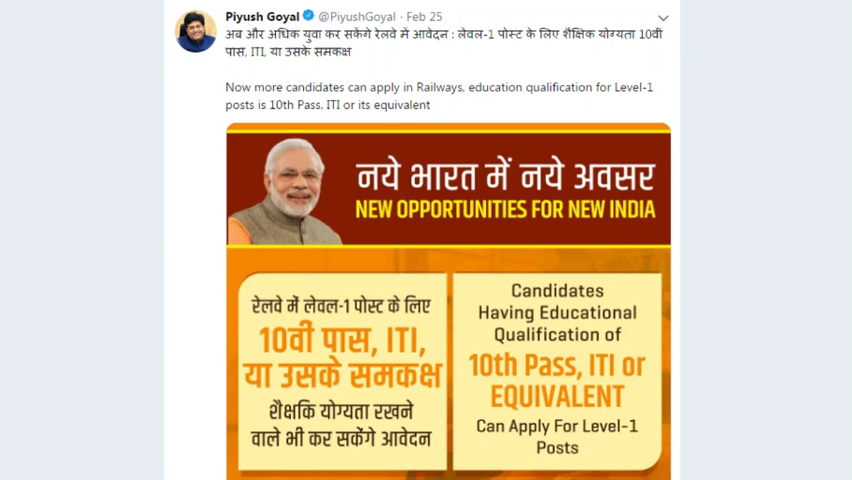 Piyush Goyal @PiyushGoyal · Feb 25
अब और अधिक युवा कर सकेंगे रेलवे में आवेदन : लेवल-1 पोस्ट के लिए शैक्षिक योग्यता 10वीं
पास, ITI, या उसके समकक्ष
Now more candidates can apply in Railways, education qualification for Level-1
posts is 10th Pass, ITI or its equivalent
नये भारत में नये अवसर
NEW OPPORTUNITIES FOR NEW INDIA
रेलवे में लेवल-1 पोस्ट के लिए
10वीं पास, ITI,
या उसके समकक्ष
शैक्षकि योग्यता रखने
वाले भी कर सकेंगे आवेदन
Candidates
Having Educational
Qualification of
10th Pass, ITI or
EQUIVALENT
Can Apply For Level-1
Posts